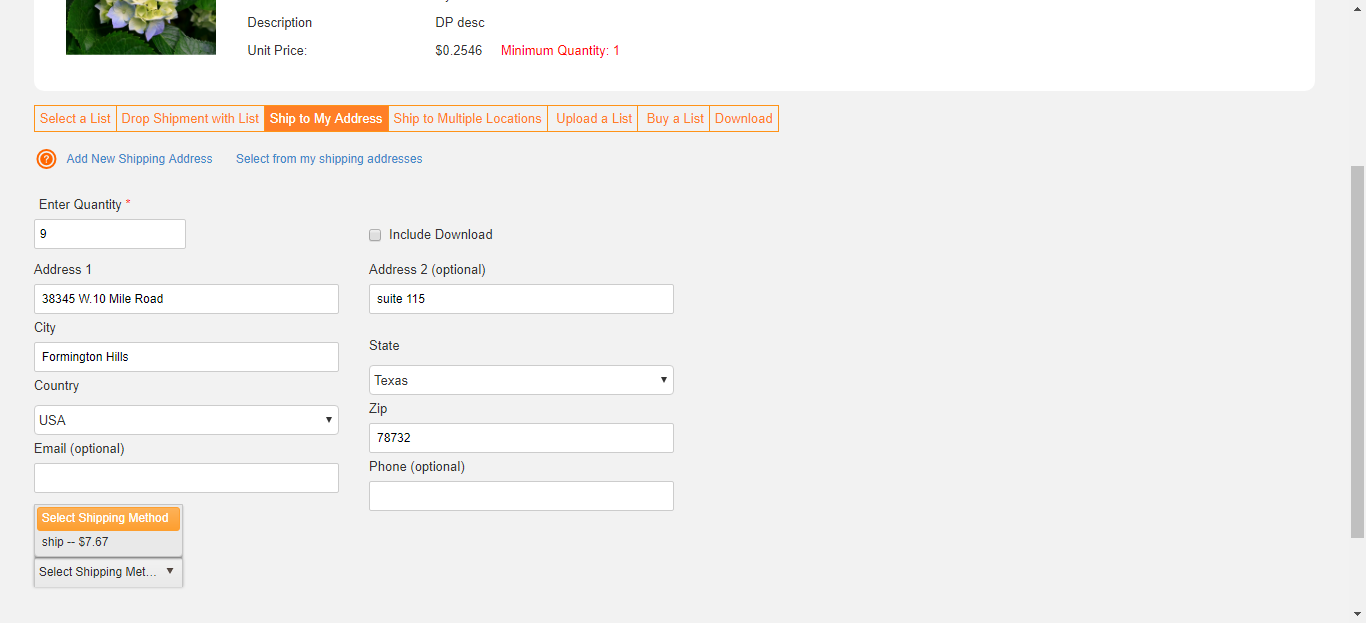 Description DP desc
Unit Price: $0.2546 Minimum Quantity: 1
Select a List Drop Shipment with List Ship to My Address Ship to Multiple Locations Upload a List Buy a List Download
? Add New Shipping Address Select from my shipping addresses
Enter Quantity *
9
Include Download
Address 1 Address 2 (optional)
38345 W.10 Mile Road suite 115
City
Formington Hills
State
Texas
Country
USA
Zip
78732
Email (optional)
Phone (optional)
Select Shipping Method
ship -- $7.67
Select Shipping Met...